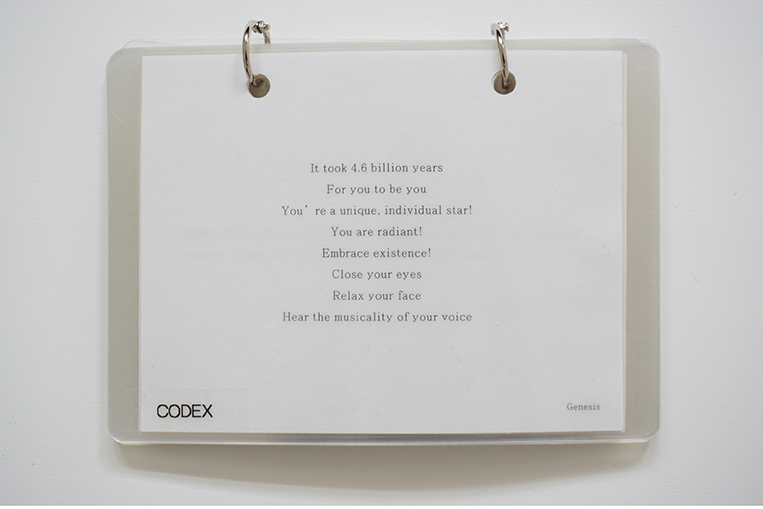 It took 4.6 billion years
For you to be you
You’re a unique, individual star!
You are radiant!
Embrace existence!
Close your eyes
Relax your face
Hear the musicality of your voice
CODEX
Genesis